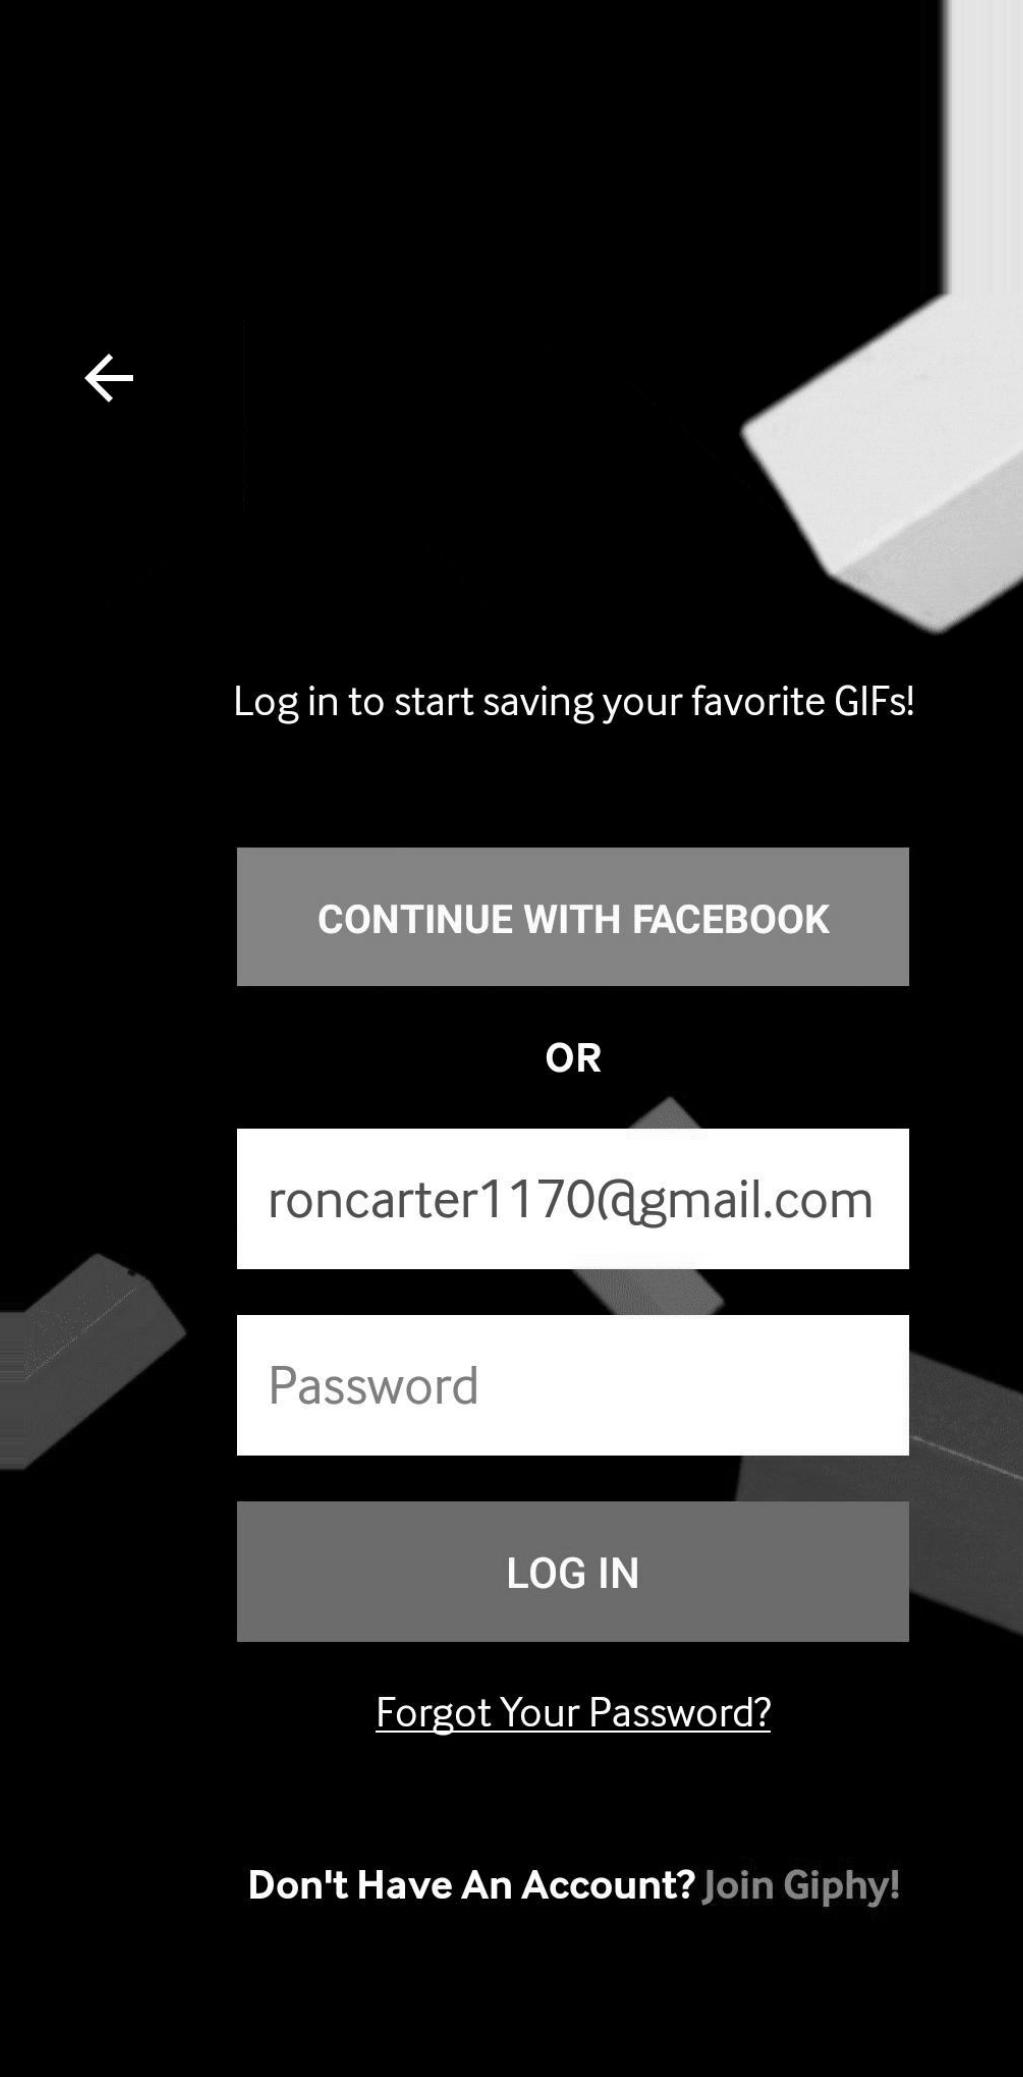 Log in to start saving your favorite GIFs!
CONTINUE WITH FACEBOOK
OR
roncarter1170@gmail.com
Password
LOG IN
Forgot Your Password?
Don't Have An Account? Join Giphy!